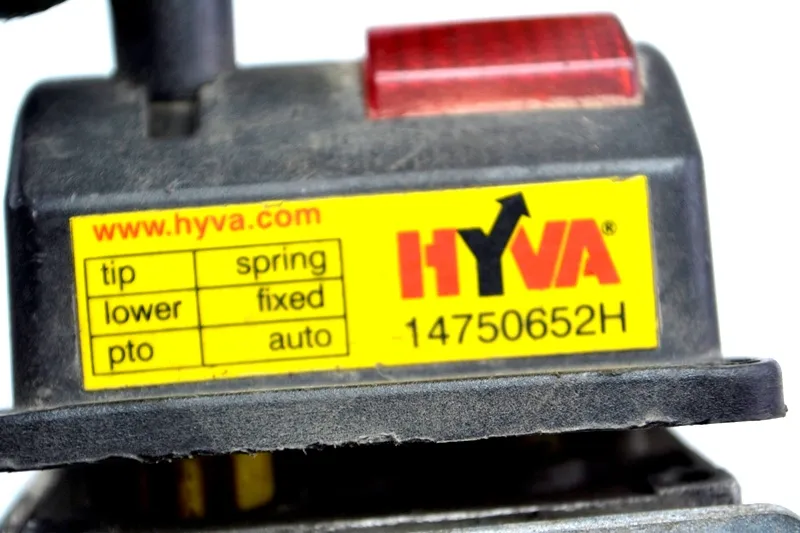 www.hyva.com
tip spring
lower fixed
pto auto
HYVA®
14750652H